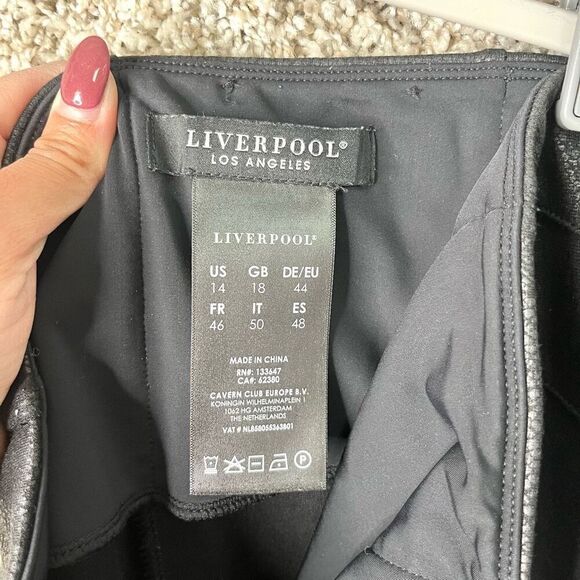 LIVERPOOL®
LOS ANGELES
LIVERPOOL®
US GB DE/EU
14 18 44
FR IT ES
46 50 48
MADE IN CHINA
RN#: 133647
CA#: 62380
CAVERN CLUB EUROPE B.V.
KONINGIN WILHELMINAPLEIN 1
1062 HG AMSTERDAM
THE NETHERLANDS
VAT # NL858055363B01
P